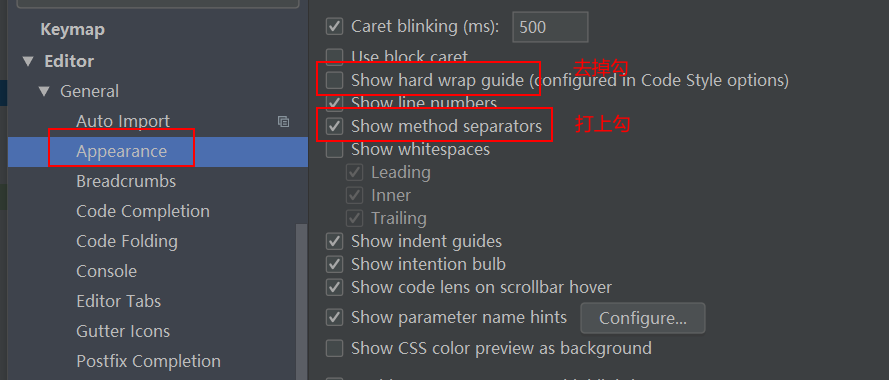 Keymap
Editor
General
Auto Import
Appearance
Breadcrumbs
Code Completion
Code Folding
Console
Editor Tabs
Gutter Icons
Postfix Completion
Caret blinking (ms): 500
Use block caret
Show hard wrap guide (configured in Code Style options)
去掉勾
Show line numbers
Show method separators
打上勾
Show whitespaces
Leading
Inner
Trailing
Show indent guides
Show intention bulb
Show code lens on scrollbar hover
Show parameter name hints Configure...
Show CSS color preview as background